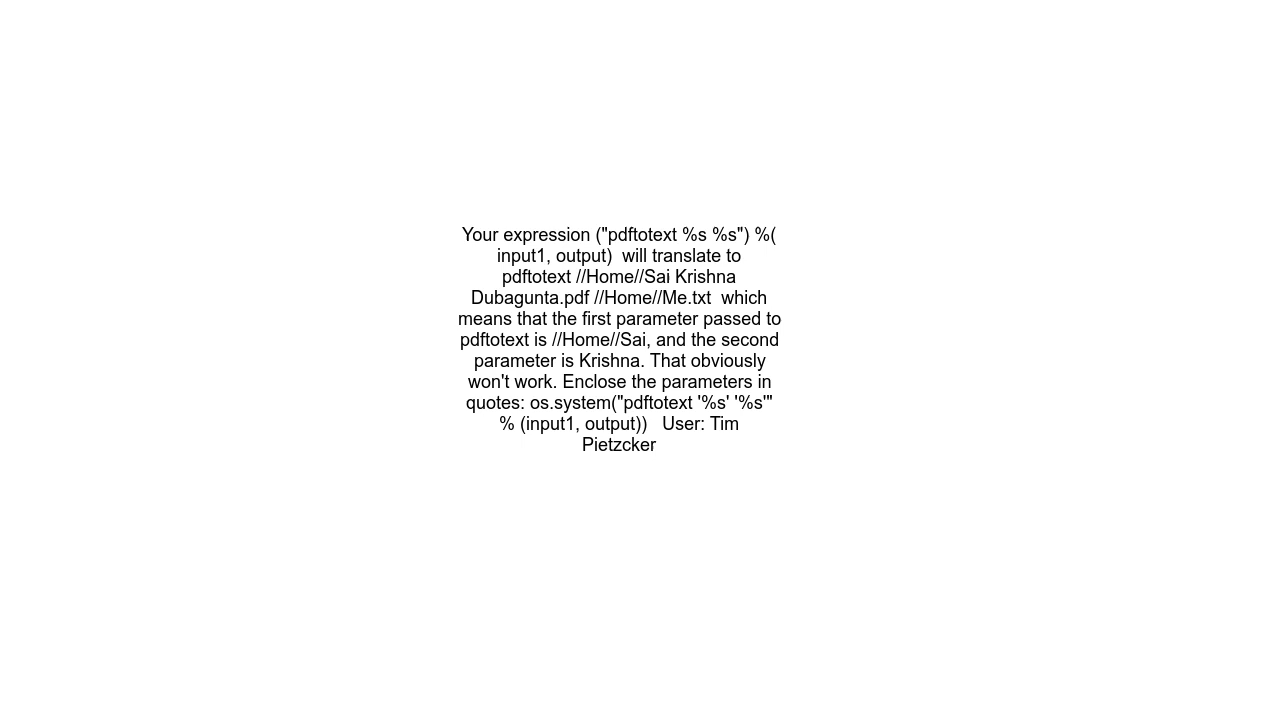 Your expression ("pdftotext %s %s") %(
input1, output)  will translate to
pdftotext //Home//Sai Krishna
Dubagunta.pdf //Home//Me.txt  which
means that the first parameter passed to
pdftotext is //Home//Sai, and the second
parameter is Krishna. That obviously
won't work. Enclose the parameters in
quotes: os.system("pdftotext '%s' '%s'"
% (input1, output))   User: Tim
Pietzcker